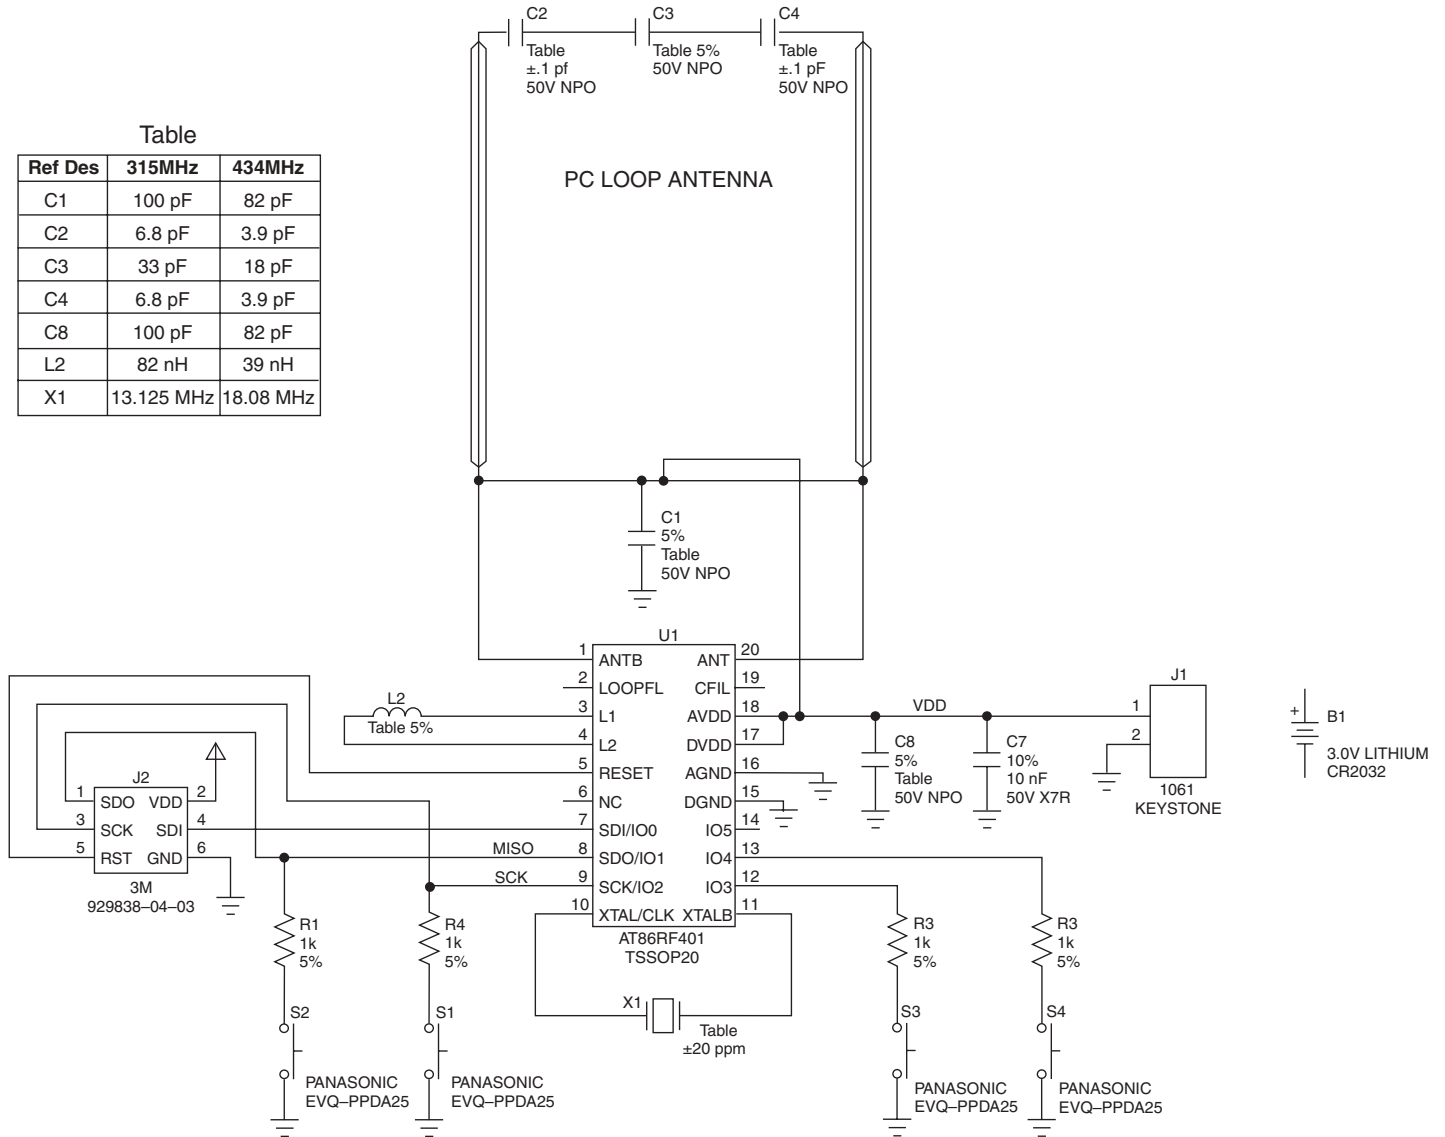 C2
Table
±.1 pf
50V NPO
C3
Table 5%
50V NPO
C4
Table
±.1 pF
50V NPO
Table
Ref Des 315MHz 434MHz
C1 100 pF 82 pF
C2 6.8 pF 3.9 pF
C3 33 pF 18 pF
C4 6.8 pF 3.9 pF
C8 100 pF 82 pF
L2 82 nH 39 nH
X1 13.125 MHz 18.08 MHz
PC LOOP ANTENNA
C1
5%
Table
50V NPO
U1
1 ANTB ANT 20
2 LOOPFL CFIL 19
3 L1 AVDD 18
4 L2 DVDD 17
5 RESET AGND 16
6 NC DGND 15
7 SDI/IO0 IO5 14
8 SDO/IO1 IO4 13
9 SCK/IO2 IO3 12
10 XTAL/CLK XTALB 11
AT86RF401
TSSOP20
L2
Table 5%
MISO
SCK
J2
1 SDO VDD 2
3 SCK SDI 4
5 RST GND 6
3M
929838–04–03
VDD
C8
5%
Table
50V NPO
C7
10%
10 nF
50V X7R
J1
1
2
1061
KEYSTONE
+
B1
3.0V LITHIUM
CR2032
R1
1k
5%
R4
1k
5%
R3
1k
5%
R3
1k
5%
X1
Table
±20 ppm
S2
PANASONIC
EVQ–PPDA25
S1
PANASONIC
EVQ–PPDA25
S3
PANASONIC
EVQ–PPDA25
S4
PANASONIC
EVQ–PPDA25